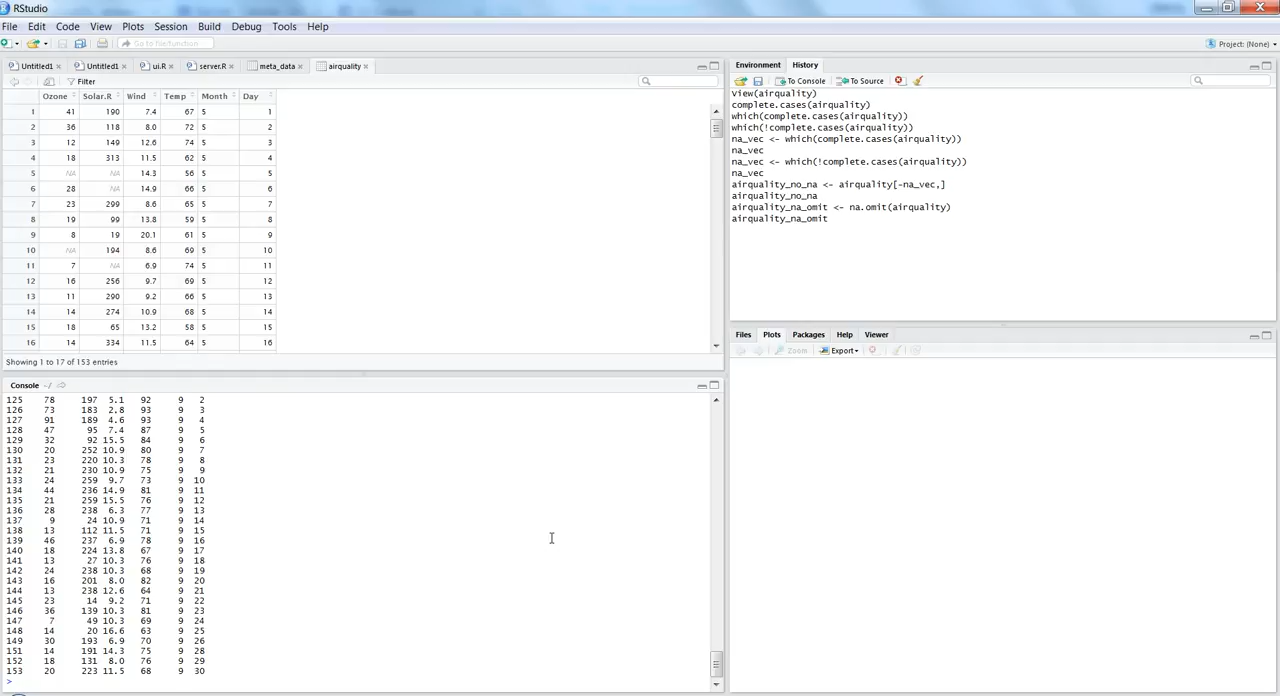 RStudio
File Edit Code View Plots Session Build Debug Tools Help
Go to file/function
Project: (None)
Untitled1 Untitled1 ui.R server.R meta_data airquality
Filter
Ozone Solar.R Wind Temp Month Day
1 41 190 7.4 67 5 1
2 36 118 8.0 72 5 2
3 12 149 12.6 74 5 3
4 18 313 11.5 62 5 4
5 NA NA 14.3 56 5 5
6 28 NA 14.9 66 5 6
7 23 299 8.6 65 5 7
8 19 99 13.8 59 5 8
9 8 19 20.1 61 5 9
10 NA 194 8.6 69 5 10
11 7 NA 6.9 74 5 11
12 16 256 9.7 69 5 12
13 11 290 9.2 66 5 13
14 14 274 10.9 68 5 14
15 18 65 13.2 58 5 15
16 14 334 11.5 64 5 16
Showing 1 to 17 of 153 entries
Console ~/
125 78 197 5.1 92 9 2
126 73 183 2.8 93 9 3
127 91 189 4.6 93 9 4
128 47 95 7.4 87 9 5
129 32 92 15.5 84 9 6
130 20 252 10.9 80 9 7
131 23 220 10.3 78 9 8
132 21 230 10.9 75 9 9
133 24 259 9.7 73 9 10
134 44 236 14.9 81 9 11
135 21 259 15.5 76 9 12
136 28 238 6.3 77 9 13
137 9 24 10.9 71 9 14
138 13 112 11.5 71 9 15
139 46 237 6.9 78 9 16
140 18 224 13.8 67 9 17
141 13 27 10.3 76 9 18
142 24 238 10.3 68 9 19
143 16 201 8.0 82 9 20
144 13 238 12.6 64 9 21
145 23 14 9.2 71 9 22
146 36 139 10.3 81 9 23
147 7 49 10.3 69 9 24
148 14 20 16.6 63 9 25
149 30 193 6.9 70 9 26
151 14 191 14.3 75 9 28
152 18 131 8.0 76 9 29
153 20 223 11.5 68 9 30
>
Environment History
To Console To Source
View(airquality)
complete.cases(airquality)
which(complete.cases(airquality))
which(!complete.cases(airquality))
na_vec <- which(complete.cases(airquality))
na_vec
na_vec <- which(!complete.cases(airquality))
na_vec
airquality_no_na <- airquality[-na_vec,]
airquality_no_na
airquality_na_omit <- na.omit(airquality)
airquality_na_omit
Files Plots Packages Help Viewer
Zoom Export